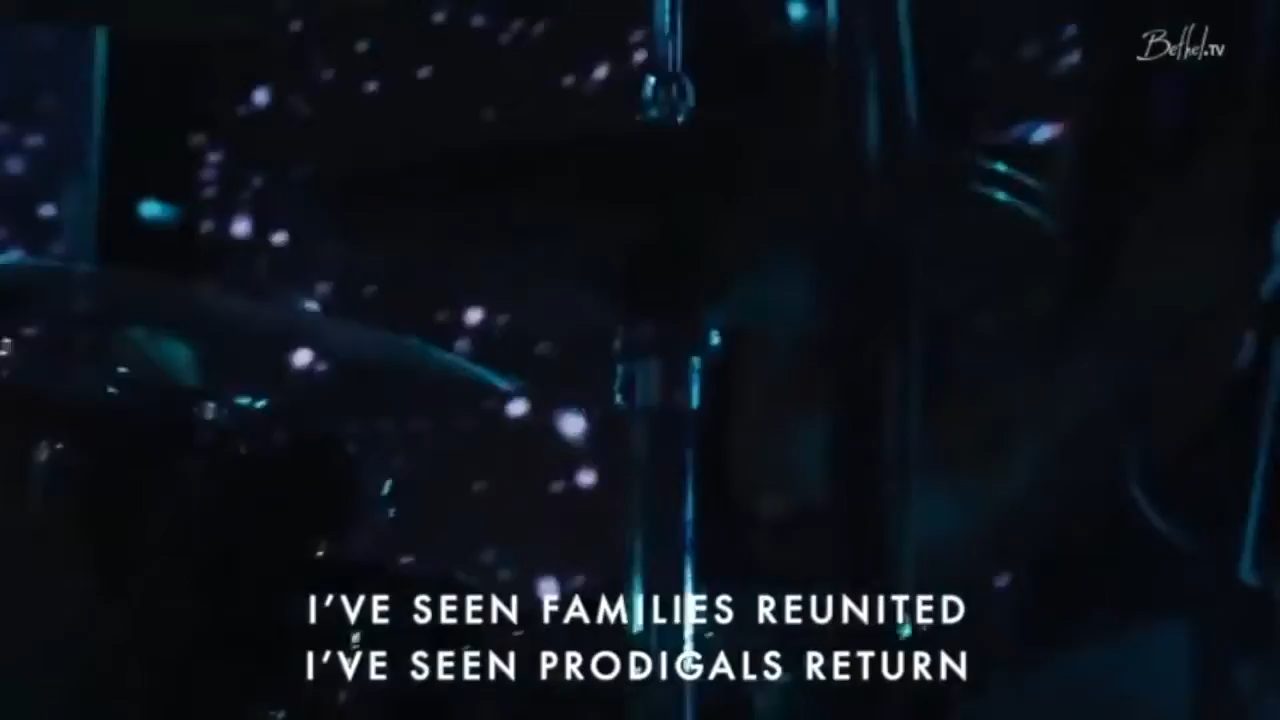 Bethel.TV
I'VE SEEN FAMILIES REUNITED
I'VE SEEN PRODIGALS RETURN